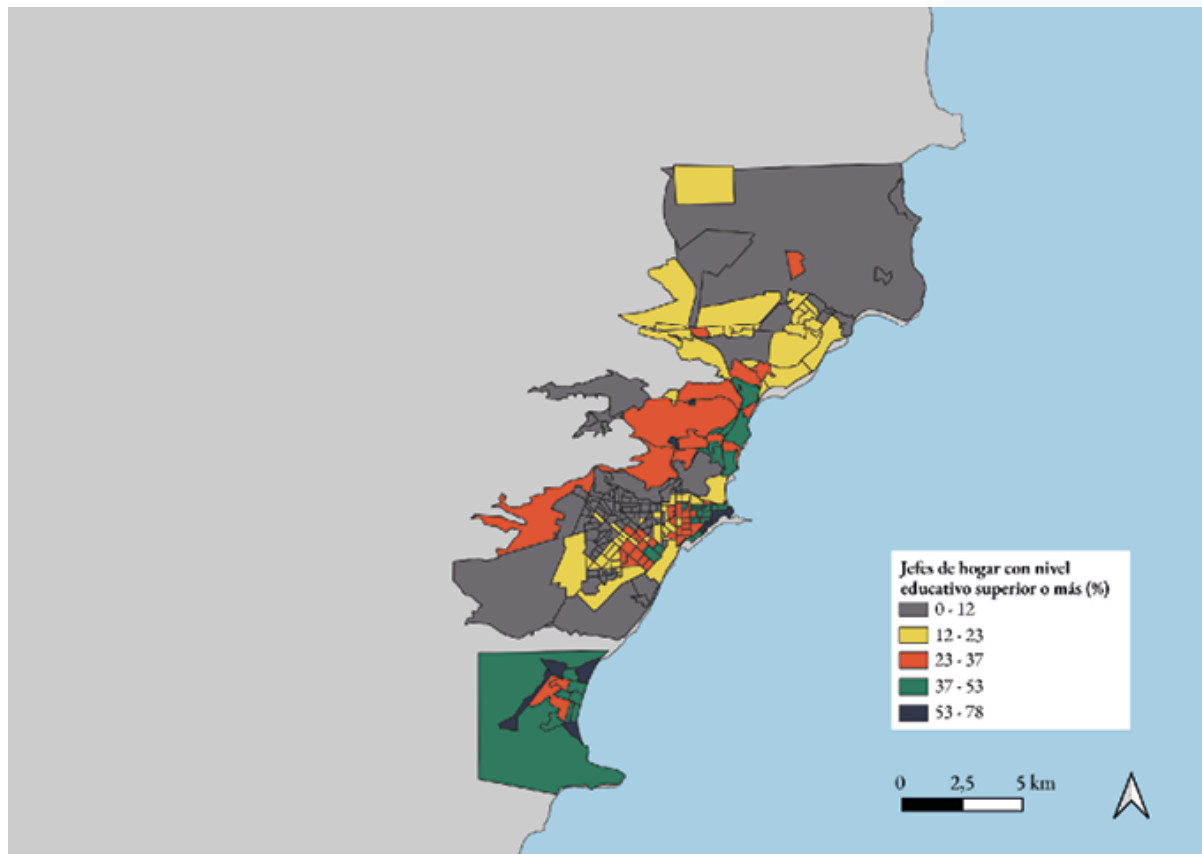 Jefes de hogar con nivel
educativo superior o más (%)
0 - 12
12 - 23
23 - 37
37 - 53
53 - 78
0 2,5 5 km